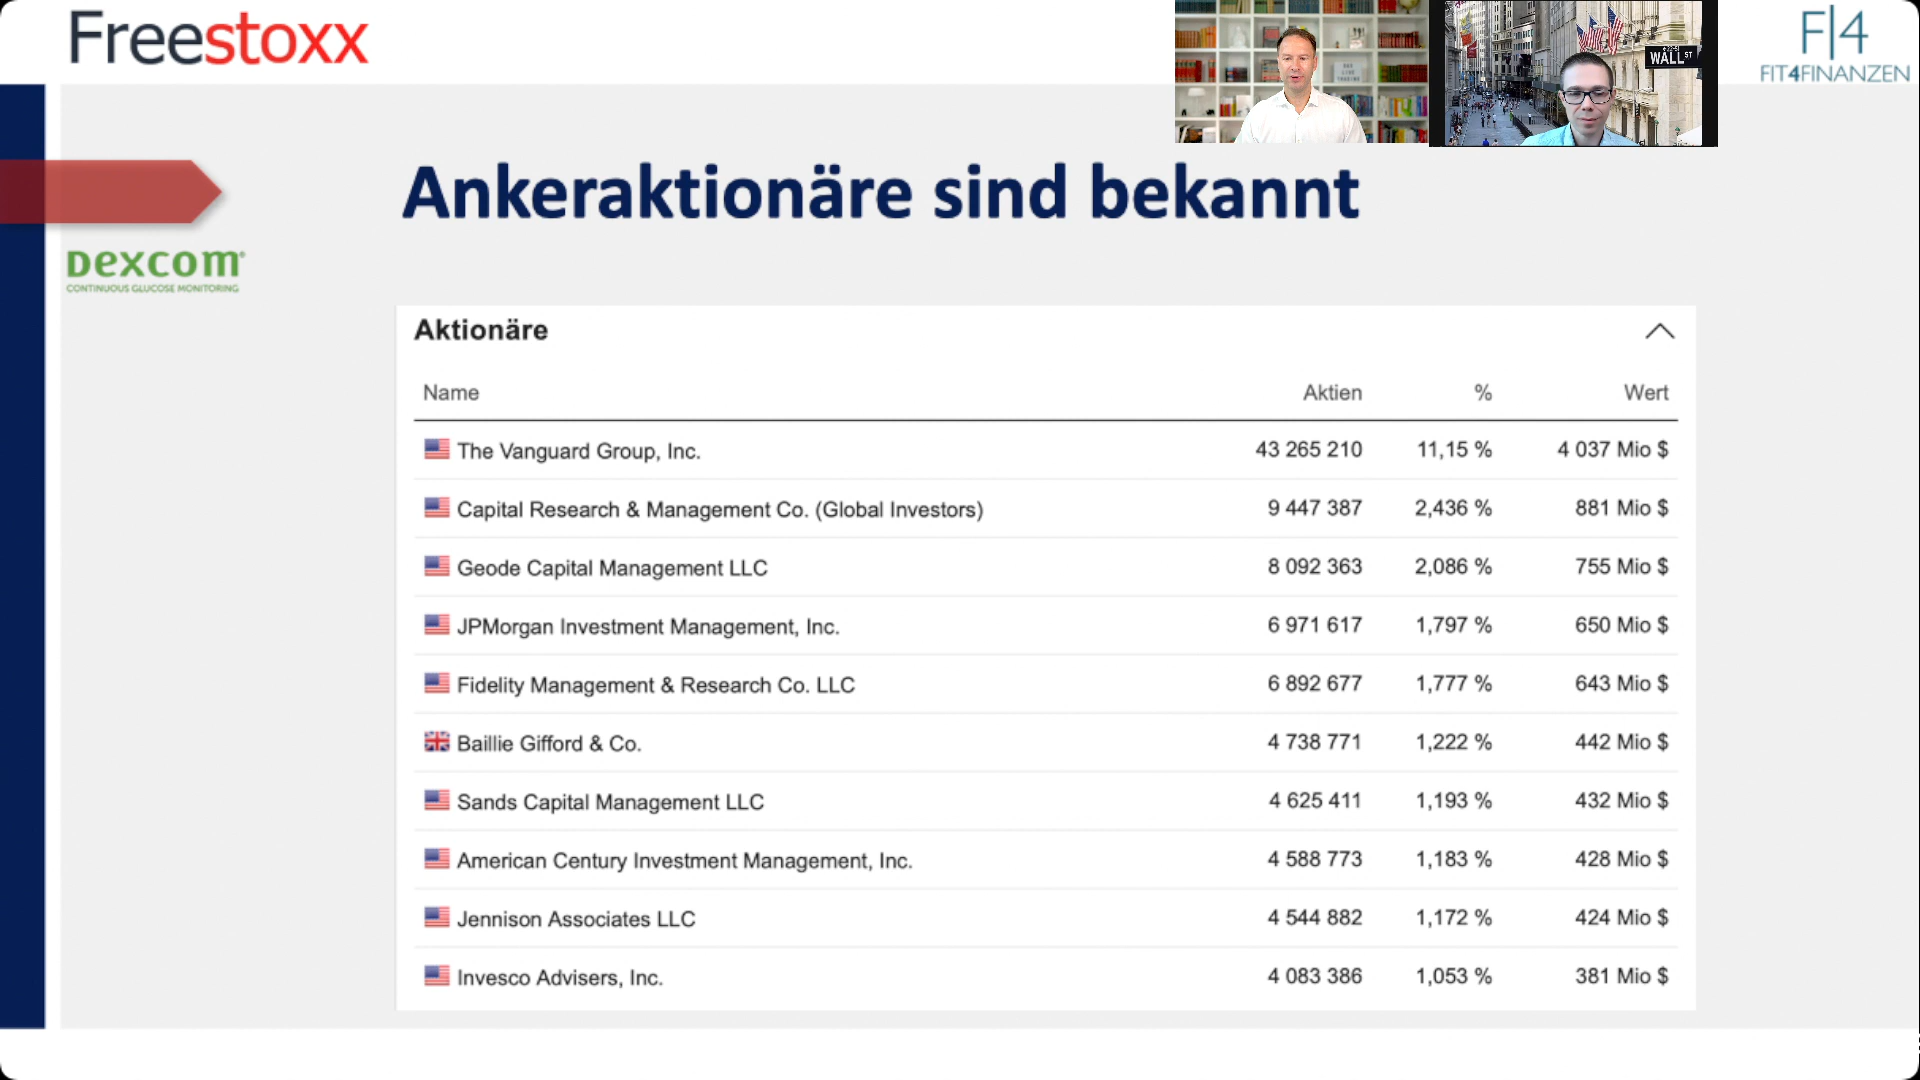 Freestoxx
WALL ST
F|4
FIT4FINANZEN
Ankeraktionäre sind bekannt
Dexcom®
CONTINUOUS GLUCOSE MONITORING
Aktionäre
Name Aktien % Wert
The Vanguard Group, Inc. 43 265 210 11,15 % 4 037 Mio $
Capital Research & Management Co. (Global Investors) 9 447 387 2,436 % 881 Mio $
Geode Capital Management LLC 8 092 363 2,086 % 755 Mio $
JPMorgan Investment Management, Inc. 6 971 617 1,797 % 650 Mio $
Fidelity Management & Research Co. LLC 6 892 677 1,777 % 643 Mio $
Baillie Gifford & Co. 4 738 771 1,222 % 442 Mio $
Sands Capital Management LLC 4 625 411 1,193 % 432 Mio $
American Century Investment Management, Inc. 4 588 773 1,183 % 428 Mio $
Jennison Associates LLC 4 544 882 1,172 % 424 Mio $
Invesco Advisers, Inc. 4 083 386 1,053 % 381 Mio $